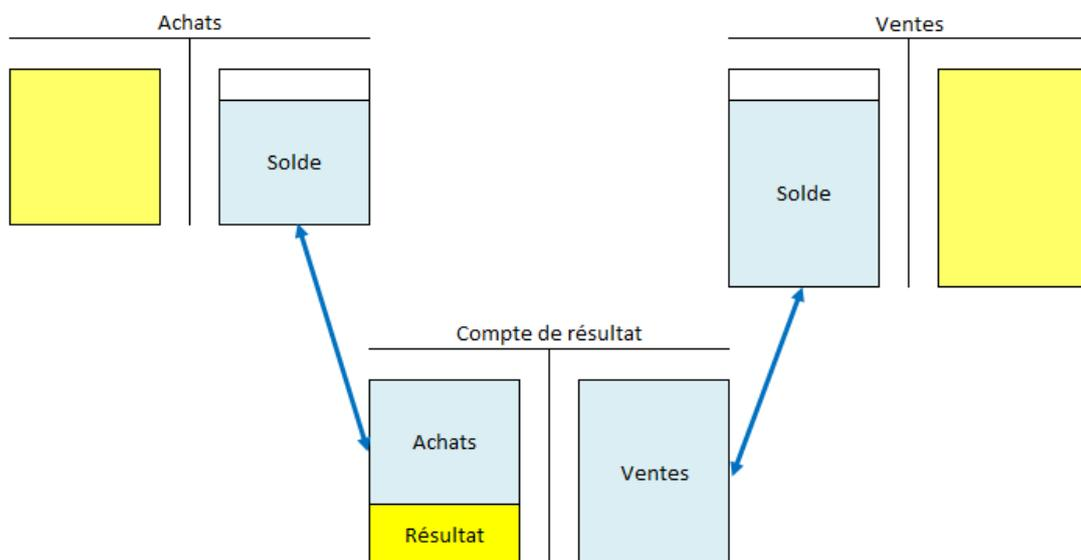 Achats
Ventes
Solde
Solde
Compte de résultat
Achats
Ventes
Résultat